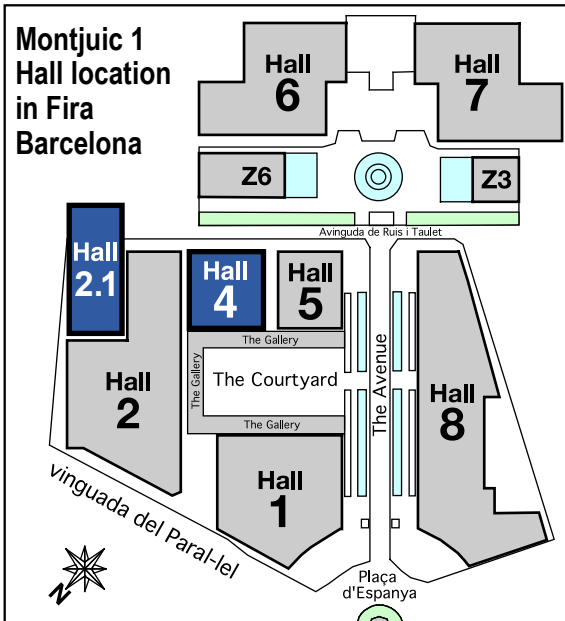 Montjuic 1
Hall location
in Fira
Barcelona
Hall
6
Hall
7
Z6
Z3
Avinguda de Ruis i Taulet
Hall
2.1
Hall
4
Hall
5
The Gallery
The Gallery
The Courtyard
The Avenue
Hall
2
Hall
8
The Gallery
Hall
1
vinguada del Paral-lel
N
Plaça
d'Espanya